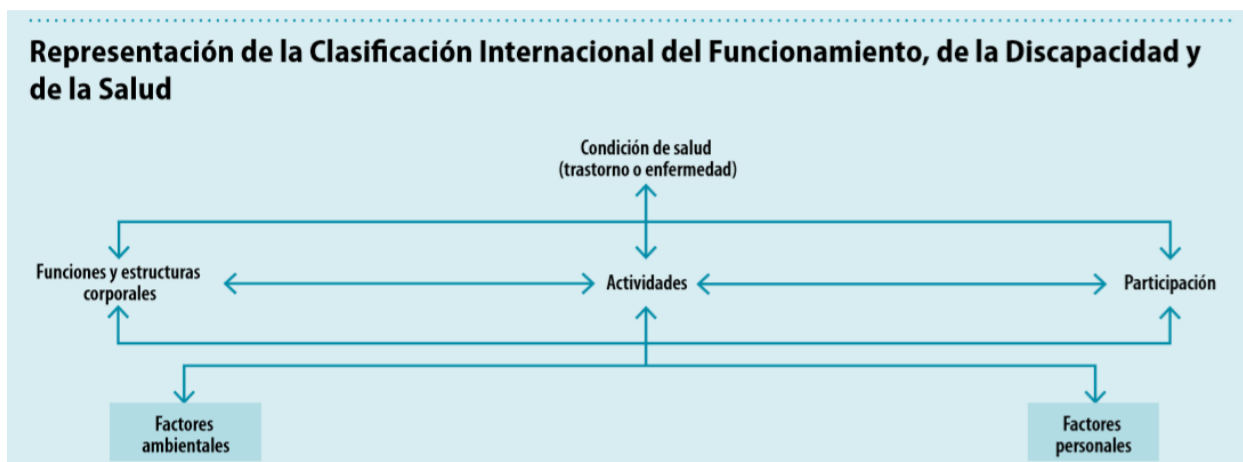 Representación de la Clasificación Internacional del Funcionamiento, de la Discapacidad y
de la Salud
Condición de salud
(trastorno o enfermedad)
Funciones y estructuras
corporales
Actividades
Participación
Factores
ambientales
Factores
personales